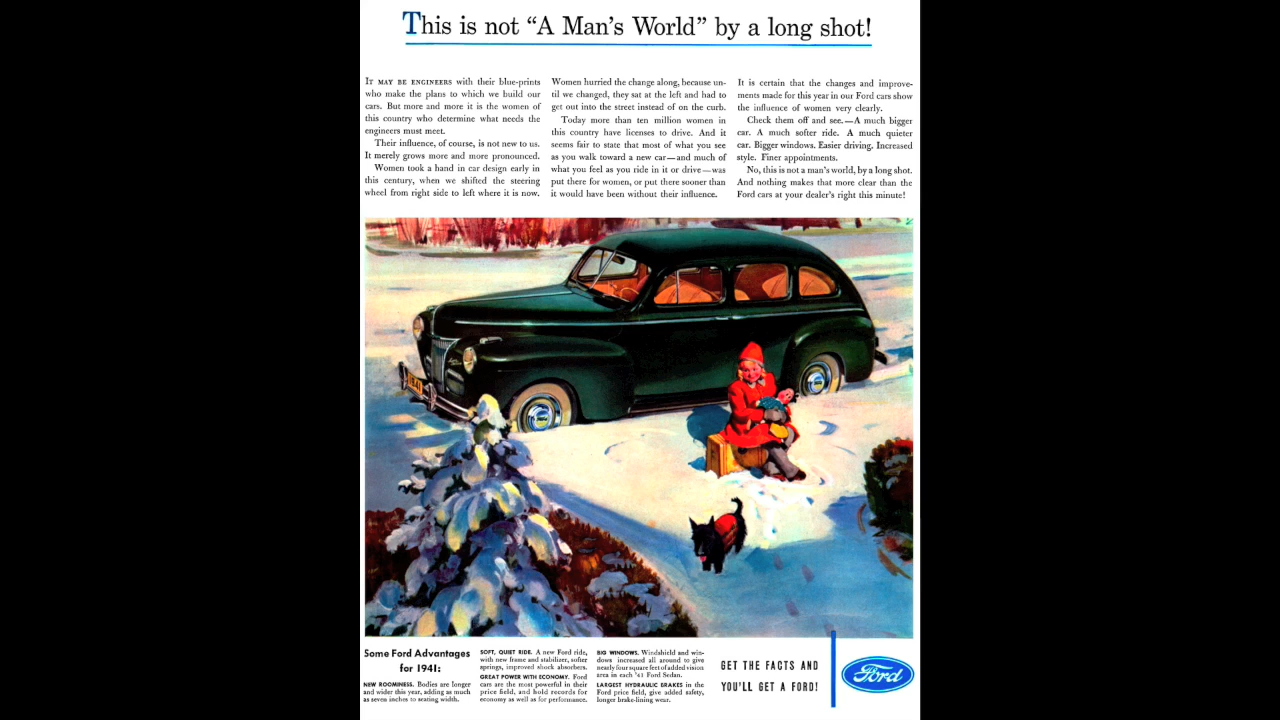 This is not “A Man’s World” by a long shot!
IT MAY BE ENGINEERS with their blue-prints
who make the plans to which we build our
cars. But more and more it is the women of
this country who determine what needs the
engineers must meet.
Their influence, of course, is not new to us.
It merely grows more and more pronounced.
Women took a hand in car design early in
this century, when we shifted the steering
wheel from right side to left where it is now.
Women hurried the change along, because un-
til we changed, they sat at the left and had to
get out into the street instead of on the curb.
Today more than ten million women in
this country have licenses to drive. And it
seems fair to state that most of what you see
as you walk toward a new car—and much of
what you feel as you ride in it or drive—was
put there for women, or put there sooner than
it would have been without their influence.
It is certain that the changes and improve-
ments made for this year in our Ford cars show
the influence of women very clearly.
Check them off and see.—A much bigger
car. A much softer ride. A much quieter
car. Bigger windows. Easier driving. Increased
style. Finer appointments.
No, this is not a man’s world, by a long shot.
And nothing makes that more clear than the
Ford cars at your dealer’s right this minute!
1941
Some Ford Advantages
for 1941:
NEW ROOMINESS. Bodies are longer
and wider this year, adding as much
as seven inches to seating width.
SOFT, QUIET RIDE. A new Ford ride,
with new frame and stabilizer, softer
springs, improved shock absorbers.
GREAT POWER WITH ECONOMY. Ford
cars are the most powerful in their
price field, and hold records for
economy as well as for performance.
BIG WINDOWS. Windshield and win-
dows increased all around to give
nearly four square feet of added vision
area in each ’41 Ford Sedan.
LARGEST HYDRAULIC BRAKES in the
Ford price field, give added safety,
longer brake-lining wear.
GET THE FACTS AND
YOU’LL GET A FORD!
Ford